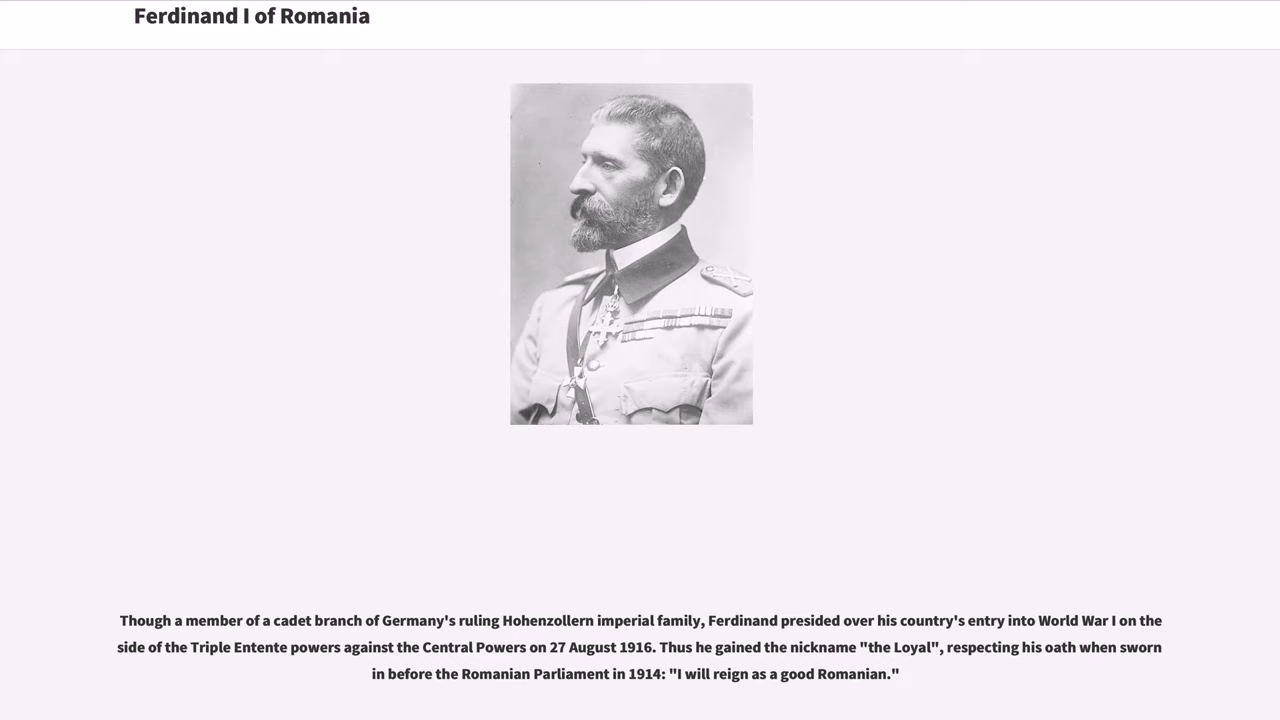 Ferdinand I of Romania
Though a member of a cadet branch of Germany's ruling Hohenzollern imperial family, Ferdinand presided over his country's entry into World War I on the
side of the Triple Entente powers against the Central Powers on 27 August 1916. Thus he gained the nickname "the Loyal", respecting his oath when sworn
in before the Romanian Parliament in 1914: "I will reign as a good Romanian."